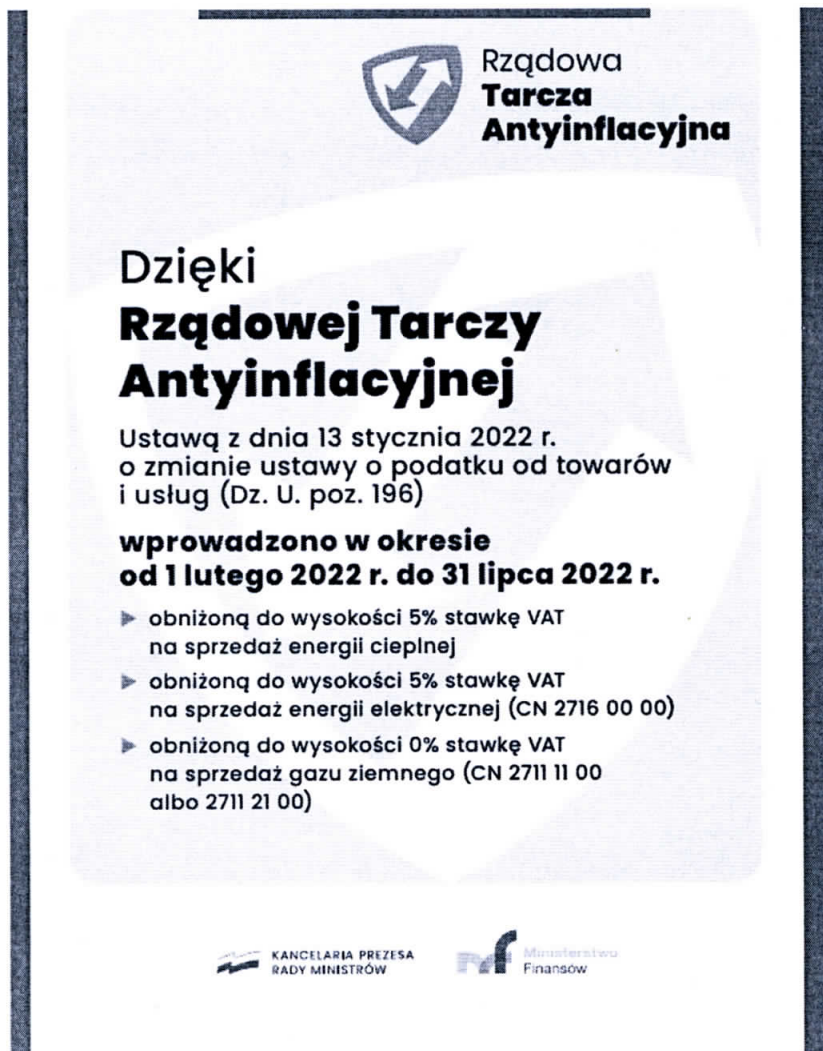 Rządowa
Tarcza
Antyinflacyjna
Dzięki
Rządowej Tarczy
Antyinflacyjnej
Ustawą z dnia 13 stycznia 2022 r.
o zmianie ustawy o podatku od towarów
i usług (Dz. U. poz. 196)
wprowadzono w okresie
od 1 lutego 2022 r. do 31 lipca 2022 r.
obniżoną do wysokości 5% stawkę VAT
na sprzedaż energii cieplnej
obniżoną do wysokości 5% stawkę VAT
na sprzedaż energii elektrycznej (CN 2716 00 00)
obniżoną do wysokości 0% stawkę VAT
na sprzedaż gazu ziemnego (CN 2711 11 00
albo 2711 21 00)
KANCELARIA PREZESA
RADY MINISTRÓW
Ministerstwo
Finansów